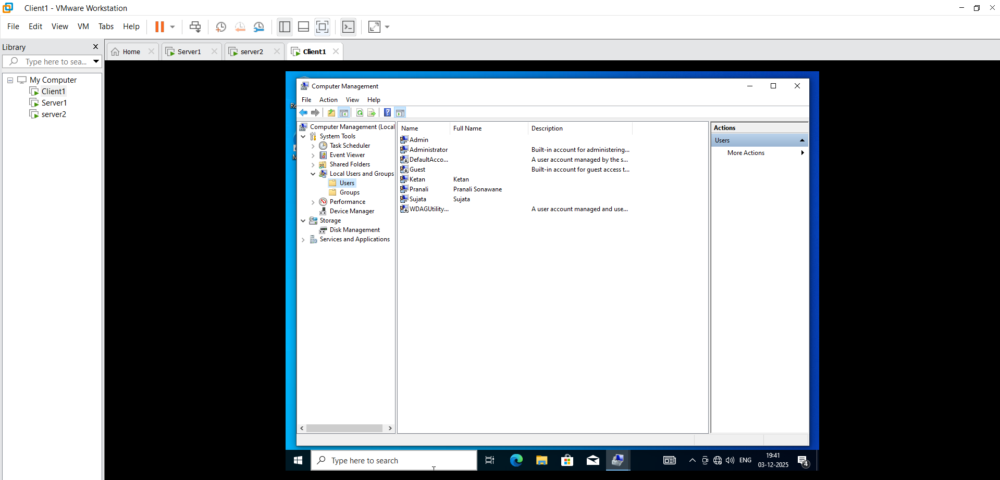 Client1 - VMware Workstation
File Edit View VM Tabs Help
Library
Type here to sea...
My Computer
Client1
Server1
server2
Home
Server1
server2
Client1
Computer Management
File Action View Help
Computer Management (Local
System Tools
Task Scheduler
Event Viewer
Shared Folders
Local Users and Groups
Users
Groups
Performance
Device Manager
Storage
Disk Management
Services and Applications
Name Full Name Description
Admin
Administrator Built-in account for administering...
DefaultAcco... A user account managed by the s...
Guest Built-in account for guest access t...
Ketan Ketan
Pranali Pranali Sonawane
Sujata Sujata
WDAGUtility... A user account managed and use...
Actions
Users
More Actions
Type here to search
ENG
19:41
03-12-2025
4